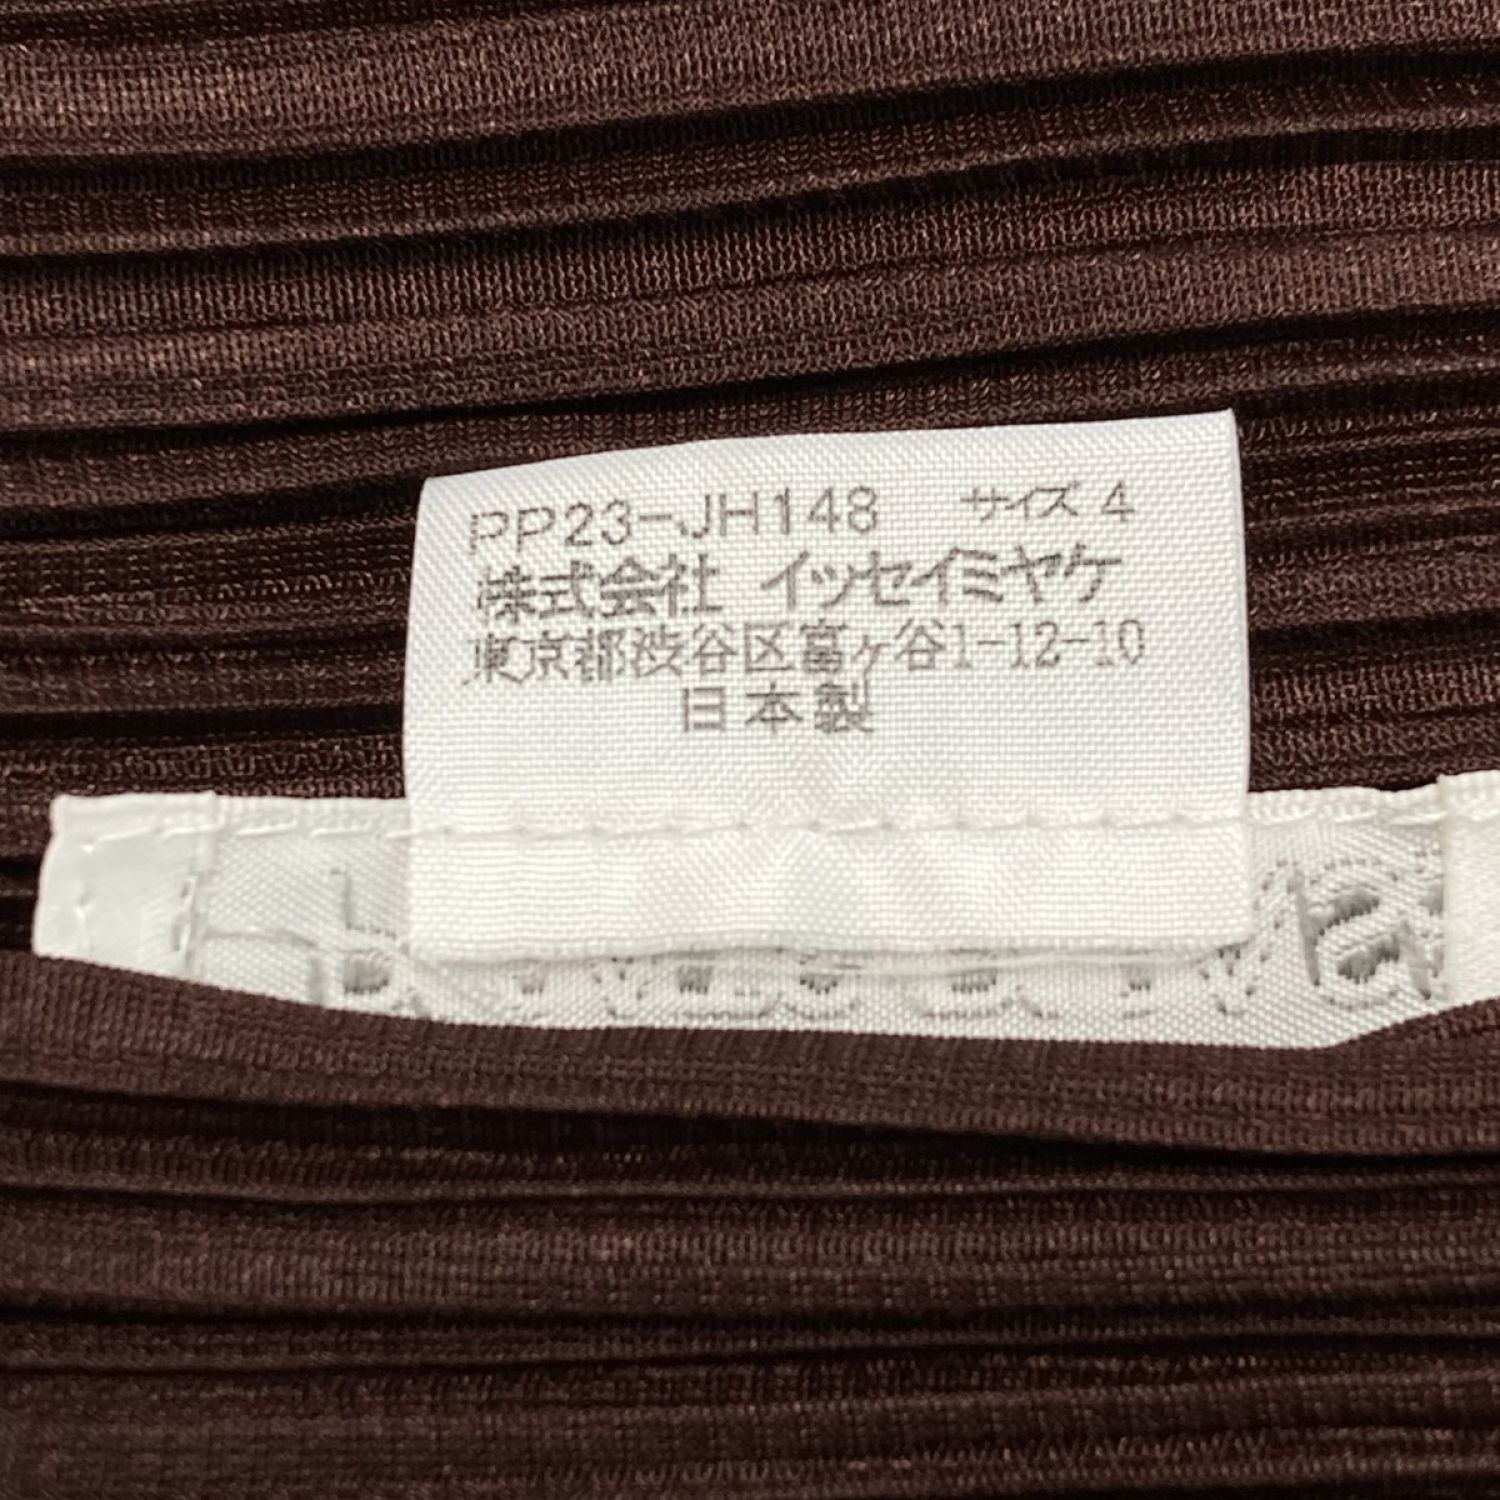 PP23-JH148 サイズ 4
株式会社 イッセイミヤケ
東京都渋谷区富ヶ谷1-12-10
日本製